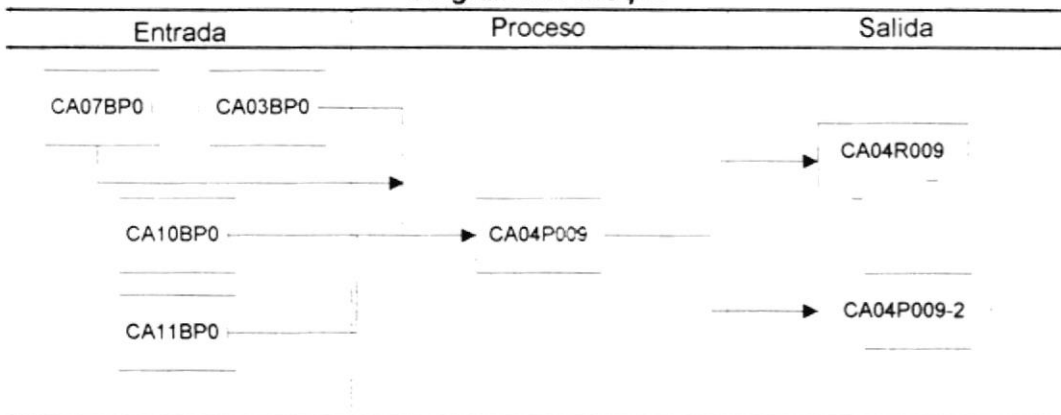 Entrada Proceso Salida
CA07BP0 CA03BP0
CA04R009
CA10BP0 CA04P009
CA11BP0 CA04P009-2